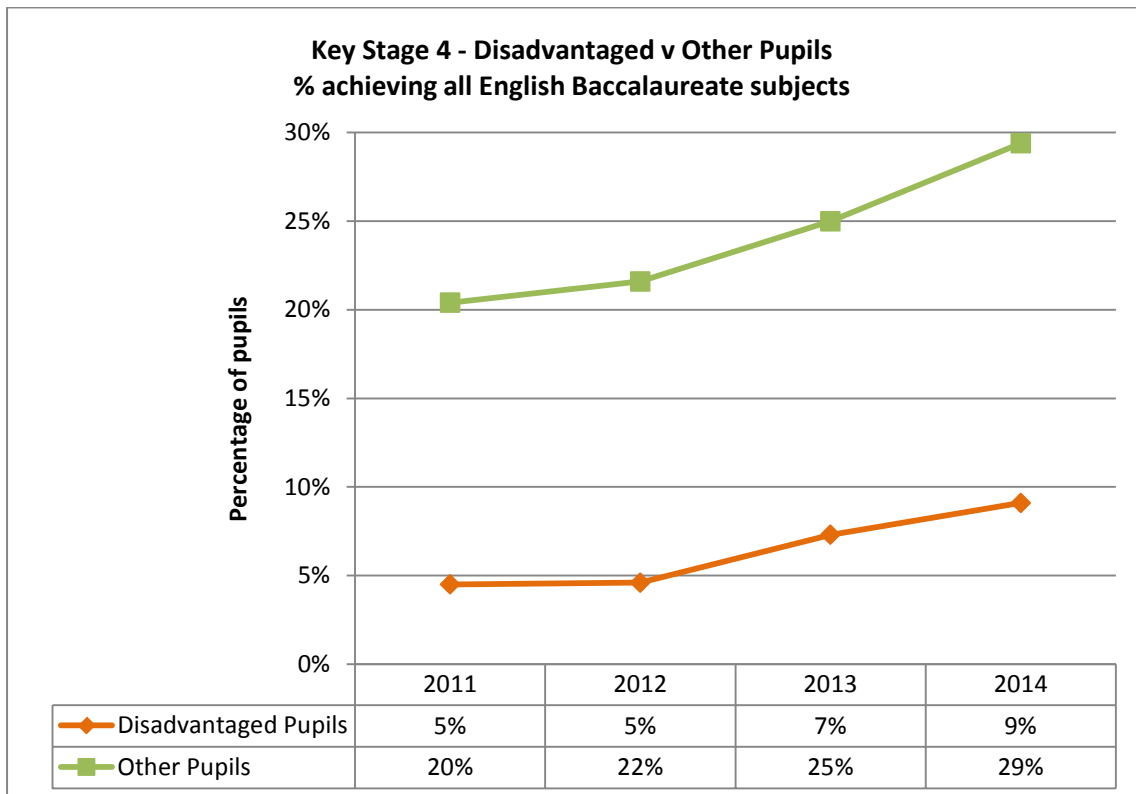 Key Stage 4 - Disadvantaged v Other Pupils
% achieving all English Baccalaureate subjects
30%
25%
20%
15%
10%
5%
0%
Percentage of pupils
2011 2012 2013 2014
Disadvantaged Pupils 5% 5% 7% 9%
Other Pupils 20% 22% 25% 29%